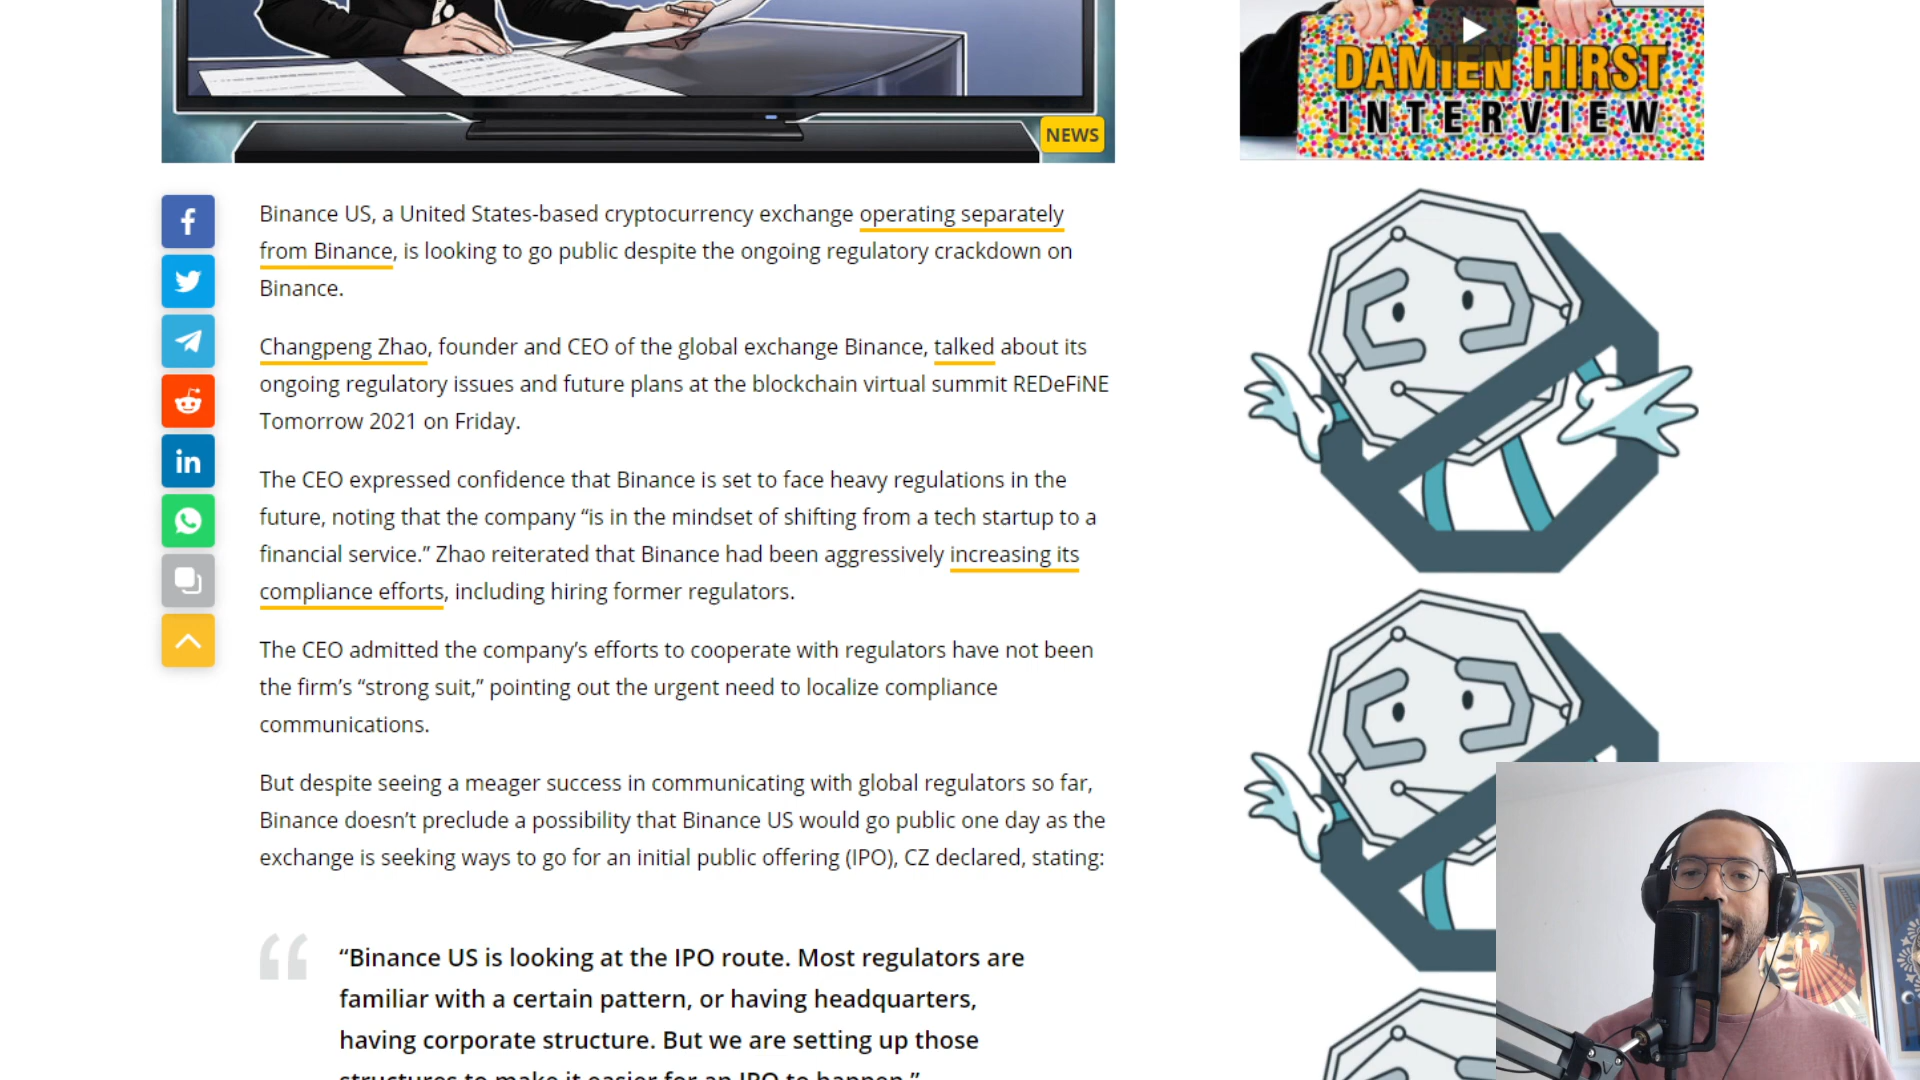 DAMIEN HIRST
INTERVIEW
NEWS
Binance US, a United States-based cryptocurrency exchange operating separately
from Binance, is looking to go public despite the ongoing regulatory crackdown on
Binance.
Changpeng Zhao, founder and CEO of the global exchange Binance, talked about its
ongoing regulatory issues and future plans at the blockchain virtual summit REDeFiNE
Tomorrow 2021 on Friday.
The CEO expressed confidence that Binance is set to face heavy regulations in the
future, noting that the company “is in the mindset of shifting from a tech startup to a
financial service.” Zhao reiterated that Binance had been aggressively increasing its
compliance efforts, including hiring former regulators.
The CEO admitted the company’s efforts to cooperate with regulators have not been
the firm’s “strong suit,” pointing out the urgent need to localize compliance
communications.
But despite seeing a meager success in communicating with global regulators so far,
Binance doesn’t preclude a possibility that Binance US would go public one day as the
exchange is seeking ways to go for an initial public offering (IPO), CZ declared, stating:
“Binance US is looking at the IPO route. Most regulators are
familiar with a certain pattern, or having headquarters,
having corporate structure. But we are setting up those
structures to make it easier for an IPO to happen.”